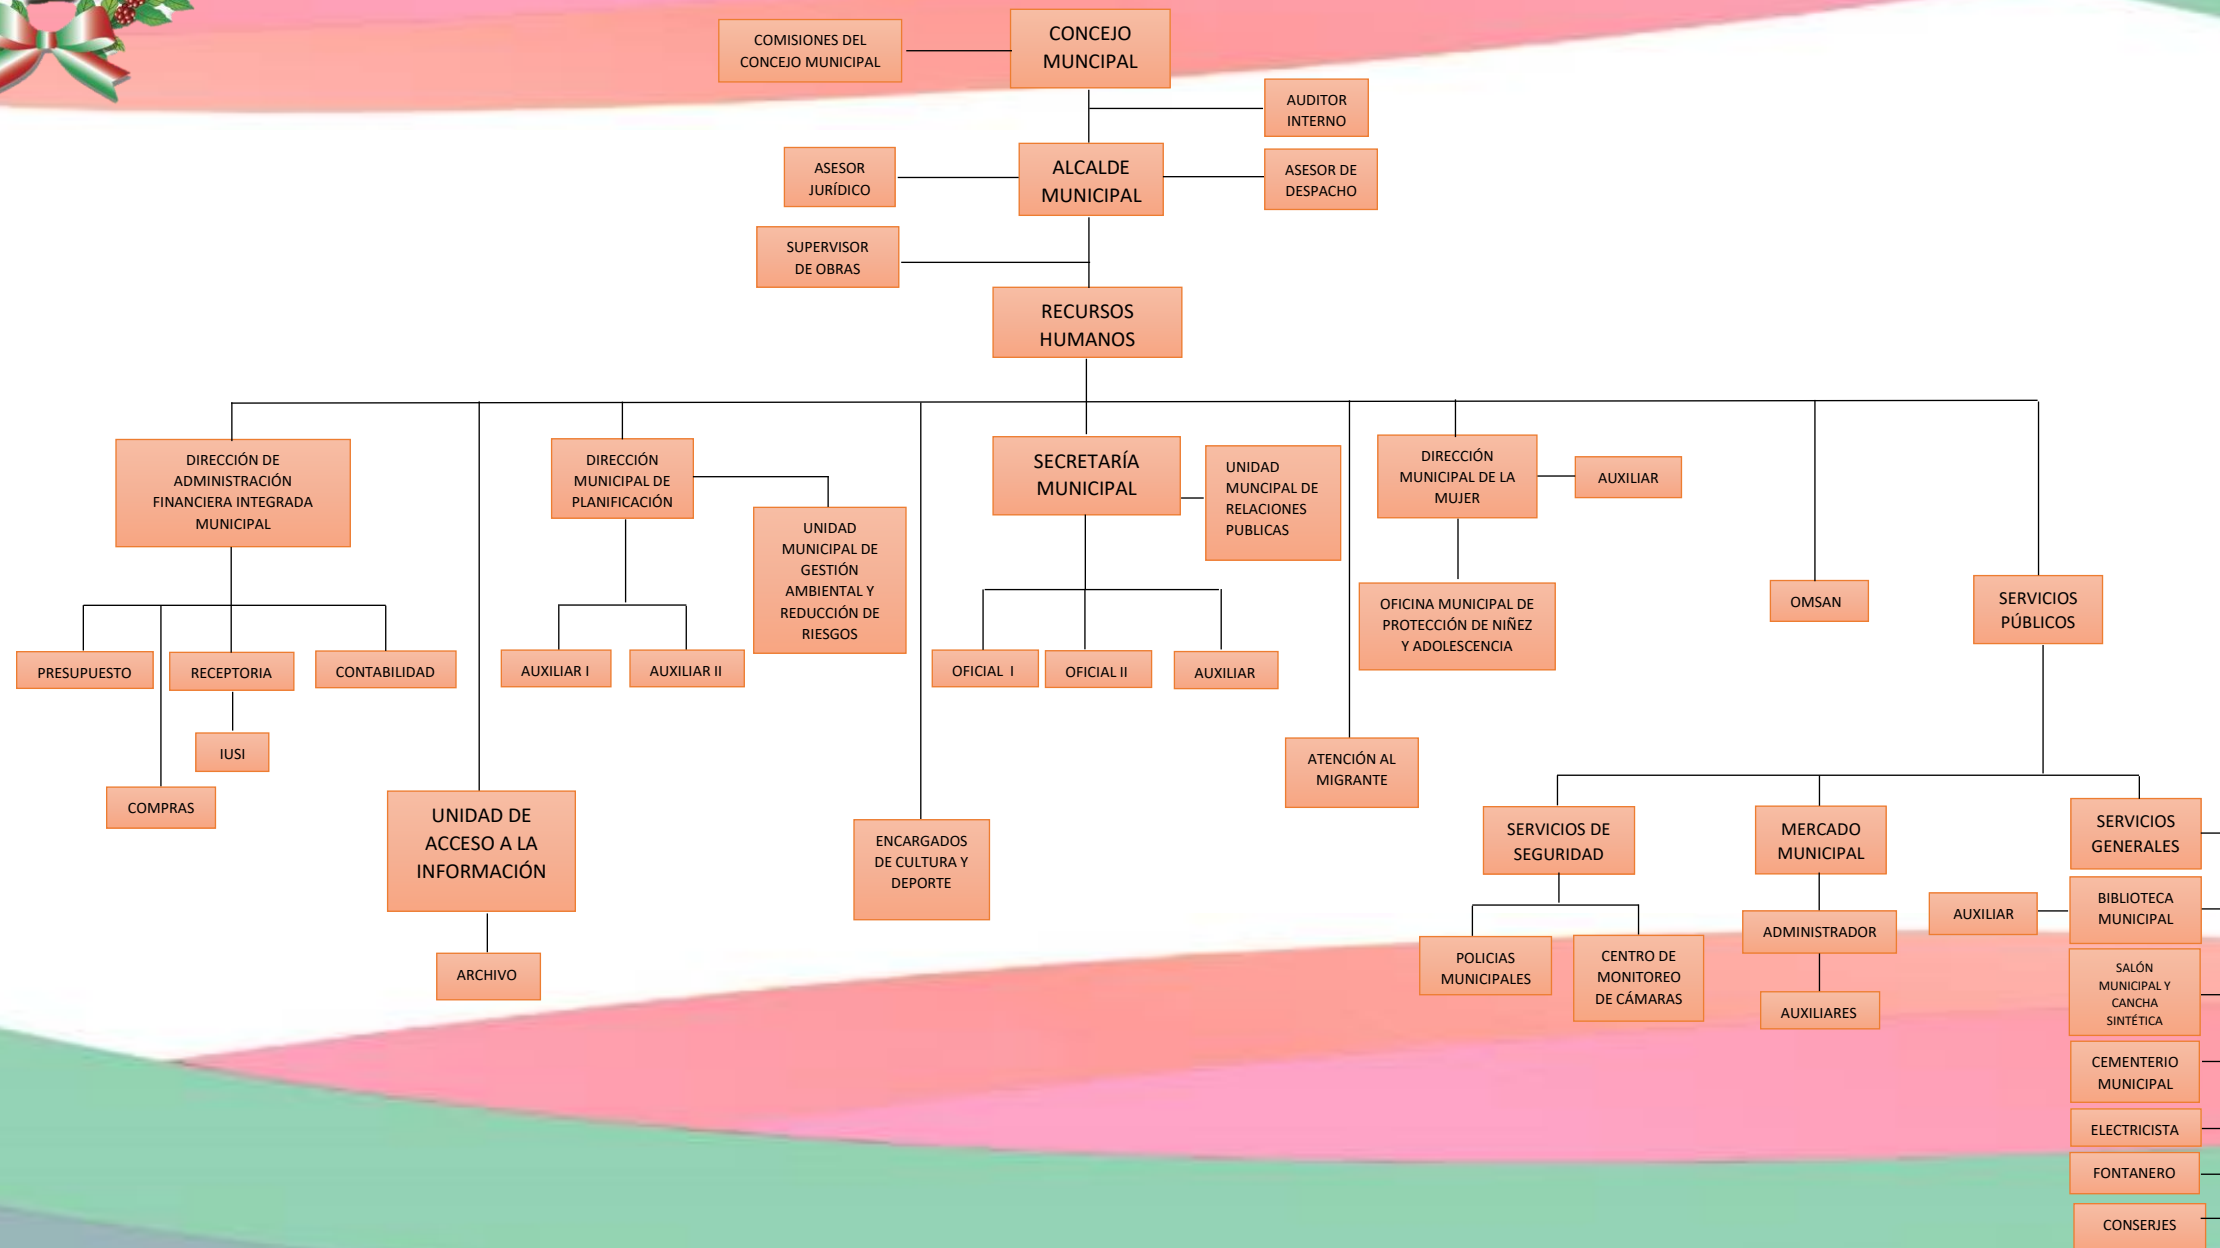 COMISIONES DEL
CONCEJO MUNICIPAL
CONCEJO
MUNCIPAL
AUDITOR
INTERNO
ASESOR
JURÍDICO
ALCALDE
MUNICIPAL
ASESOR DE
DESPACHO
SUPERVISOR
DE OBRAS
RECURSOS
HUMANOS
DIRECCIÓN DE
ADMINISTRACIÓN
FINANCIERA INTEGRADA
MUNICIPAL
DIRECCIÓN
MUNICIPAL DE
PLANIFICACIÓN
UNIDAD
MUNICIPAL DE
GESTIÓN
AMBIENTAL Y
REDUCCIÓN DE
RIESGOS
SECRETARÍA
MUNICIPAL
UNIDAD
MUNCIPAL DE
RELACIONES
PUBLICAS
DIRECCIÓN
MUNICIPAL DE LA
MUJER
AUXILIAR
OFICINA MUNICIPAL DE
PROTECCIÓN DE NIÑEZ
Y ADOLESCENCIA
OMSAN
SERVICIOS
PÚBLICOS
PRESUPUESTO
RECEPTORIA
CONTABILIDAD
AUXILIAR I
AUXILIAR II
OFICIAL  I
OFICIAL II
AUXILIAR
IUSI
COMPRAS
UNIDAD DE
ACCESO A LA
INFORMACIÓN
ARCHIVO
ENCARGADOS
DE CULTURA Y
DEPORTE
ATENCIÓN AL
MIGRANTE
SERVICIOS DE
SEGURIDAD
MERCADO
MUNICIPAL
SERVICIOS
GENERALES
POLICIAS
MUNICIPALES
CENTRO DE
MONITOREO
DE CÁMARAS
ADMINISTRADOR
AUXILIARES
AUXILIAR
BIBLIOTECA
MUNICIPAL
SALÓN
MUNICIPAL Y
CANCHA
SINTÉTICA
CEMENTERIO
MUNICIPAL
ELECTRICISTA
FONTANERO
CONSERJES